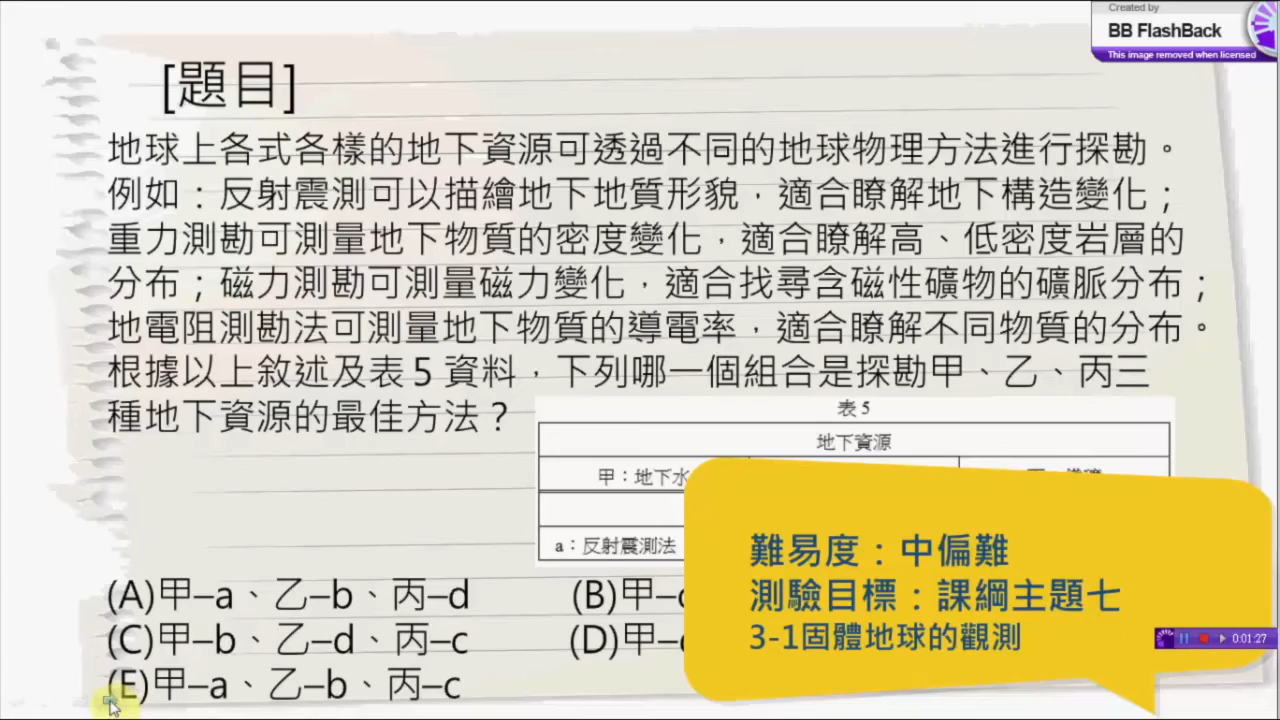 Created by
BB FlashBack
This image removed when licensed
[題目]
地球上各式各樣的地下資源可透過不同的地球物理方法進行探勘。
例如：反射震測可以描繪地下地質形貌，適合瞭解地下構造變化；
重力測勘可測量地下物質的密度變化，適合瞭解高、低密度岩層的
分布；磁力測勘可測量磁力變化，適合找尋含磁性礦物的礦脈分布；
地電阻測勘法可測量地下物質的導電率，適合瞭解不同物質的分布。
根據以上敘述及表5 資料，下列哪一個組合是探勘甲、乙、丙三
種地下資源的最佳方法？
表 5
地下資源
甲：地下水
a：反射震測法
(A)甲–a、乙–b、丙–d
(B)甲–
(C)甲–b、乙–d、丙–c
(D)甲–
(E)甲–a、乙–b、丙–c
難易度：中偏難
測驗目標：課綱主題七
3-1固體地球的觀測
0:01:27